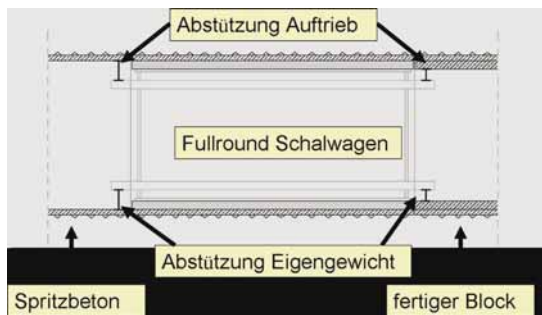 Abstützung Auftrieb
Fullround Schalwagen
Abstützung Eigengewicht
Spritzbeton
fertiger Block